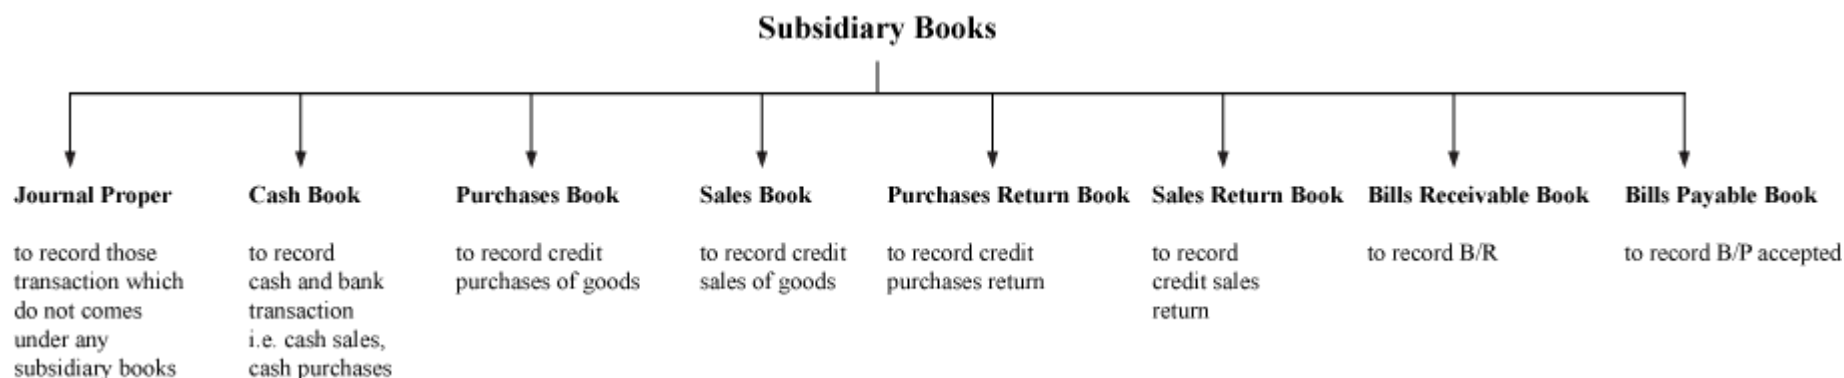 Subsidiary Books
Journal Proper
to record those
transaction which
do not comes
under any
subsidiary books
Cash Book
to record
cash and bank
transaction
i.e. cash sales,
cash purchases
Purchases Book
to record credit
purchases of goods
Sales Book
to record credit
sales of goods
Purchases Return Book
to record credit
purchases return
Sales Return Book
to record
credit sales
return
Bills Receivable Book
to record B/R
Bills Payable Book
to record B/P accepted